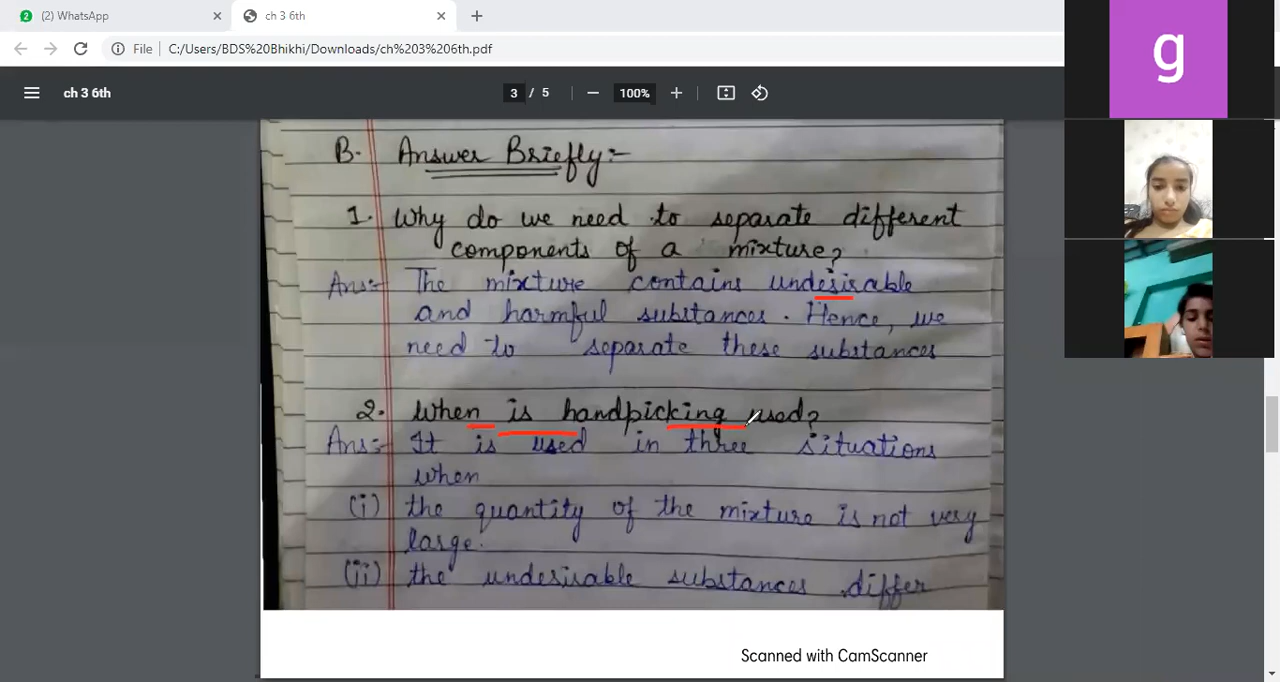 (2) WhatsApp
ch 3 6th
File C:/Users/BDS%20Bhikhi/Downloads/ch%203%206th.pdf
ch 3 6th
3 / 5
100%
g
B. Answer Briefly:-
1. Why do we need to separate different
components of a mixture?
Ans:- The mixture contains undesirable
and harmful substances. Hence, we
need to separate these substances
2. When is handpicking used?
Ans:- It is used in three situations
when
(i) the quantity of the mixture is not very
large.
(ii) the undesirable substances differ
Scanned with CamScanner